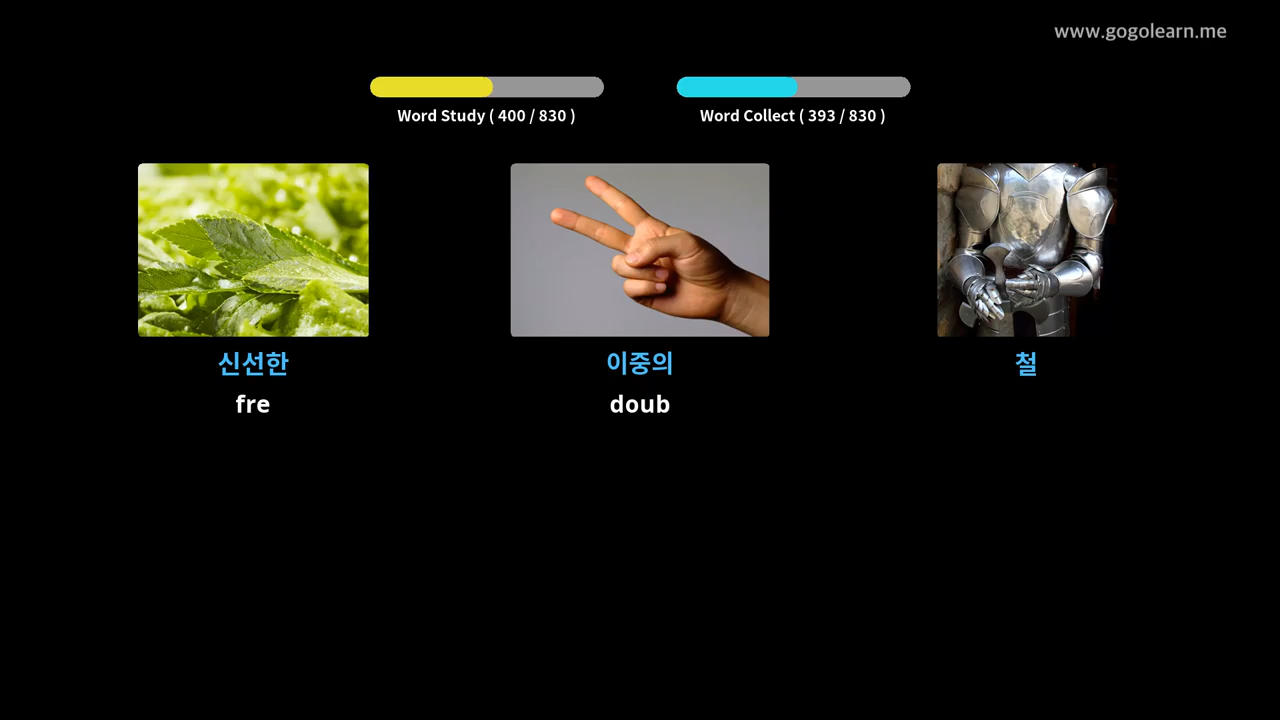 www.gogolearn.me
Word Study ( 400 / 830 )
Word Collect ( 393 / 830 )
신선한
이중의
철
fre
doub